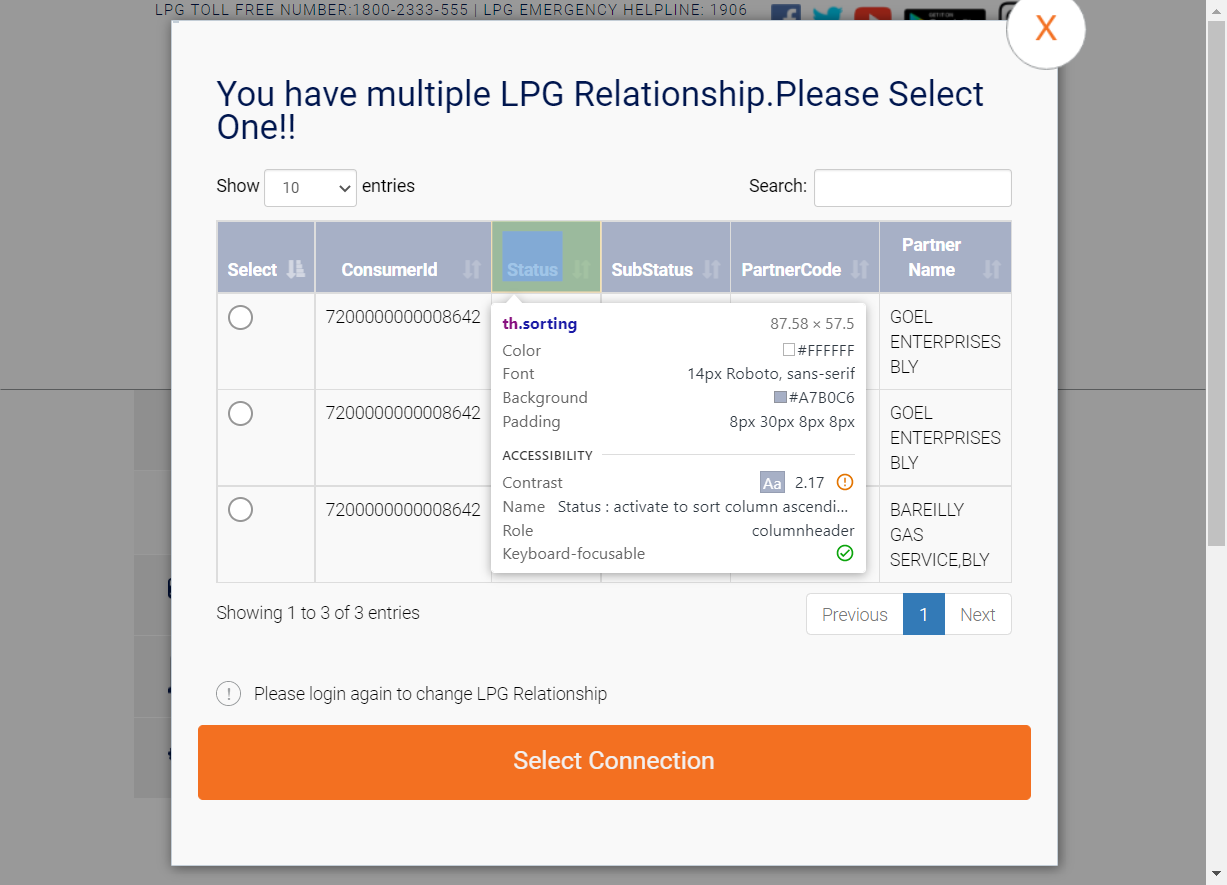 LPG TOLL FREE NUMBER:1800-2333-555 | LPG EMERGENCY HELPLINE: 1906
X
You have multiple LPG Relationship.Please Select
One!!
Show 10 entries Search:
Select ConsumerId Status SubStatus PartnerCode Partner Name
7200000000008642 GOEL
ENTERPRISES
BLY
7200000000008642 GOEL
ENTERPRISES
BLY
7200000000008642 BAREILLY
GAS
SERVICE,BLY
th.sorting 87.58 × 57.5
Color #FFFFFF
Font 14px Roboto, sans-serif
Background #A7B0C6
Padding 8px 30px 8px 8px
ACCESSIBILITY
Contrast Aa 2.17
Name Status : activate to sort column ascendi...
Role columnheader
Keyboard-focusable
Showing 1 to 3 of 3 entries Previous 1 Next
! Please login again to change LPG Relationship
Select Connection